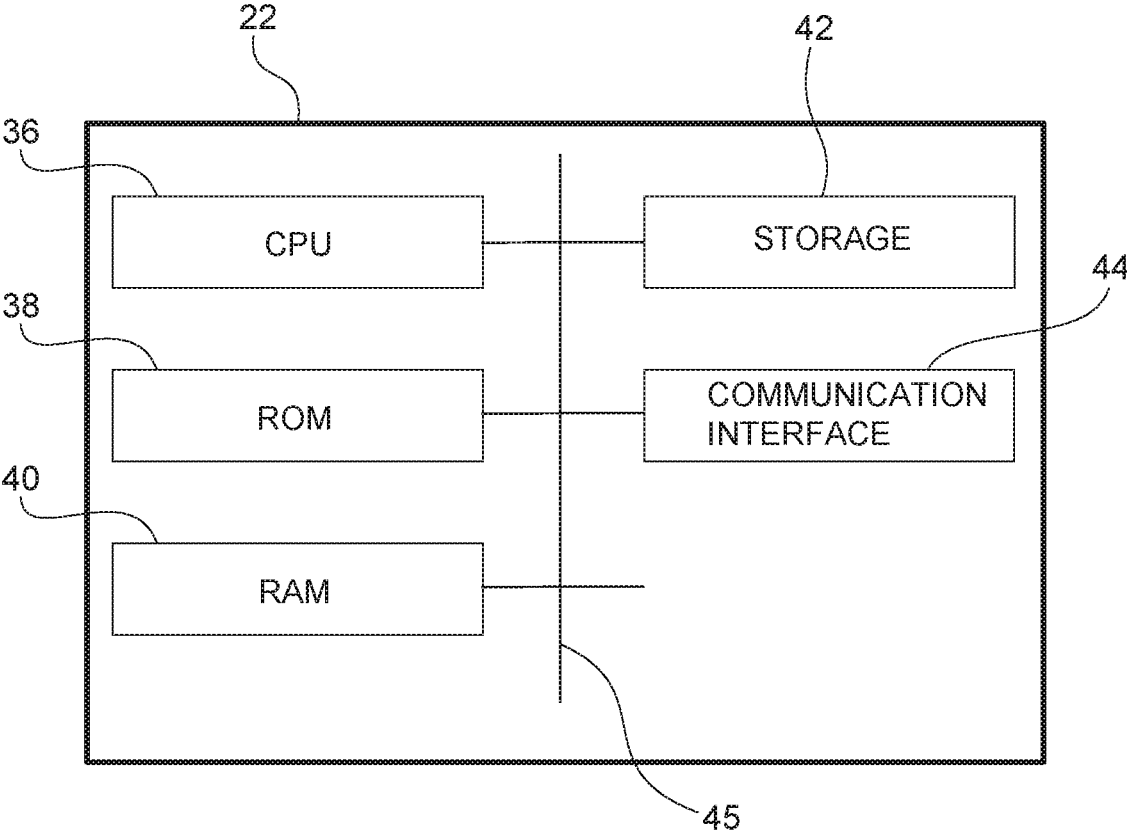 22
42
36
CPU
STORAGE
44
38
ROM
COMMUNICATION
INTERFACE
40
RAM
45